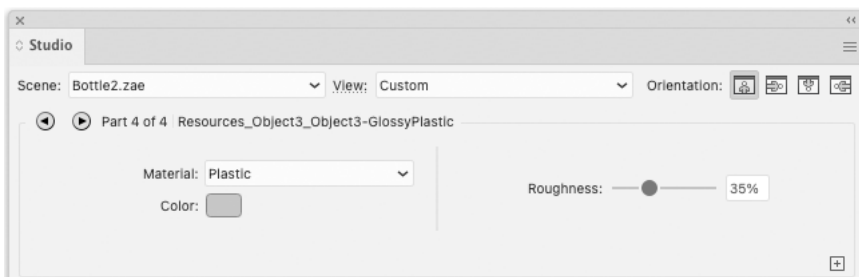 Studio
Scene: Bottle2.zae View: Custom Orientation:
Part 4 of 4 Resources_Object3_Object3-GlossyPlastic
Material: Plastic
Roughness: 35%
Color: